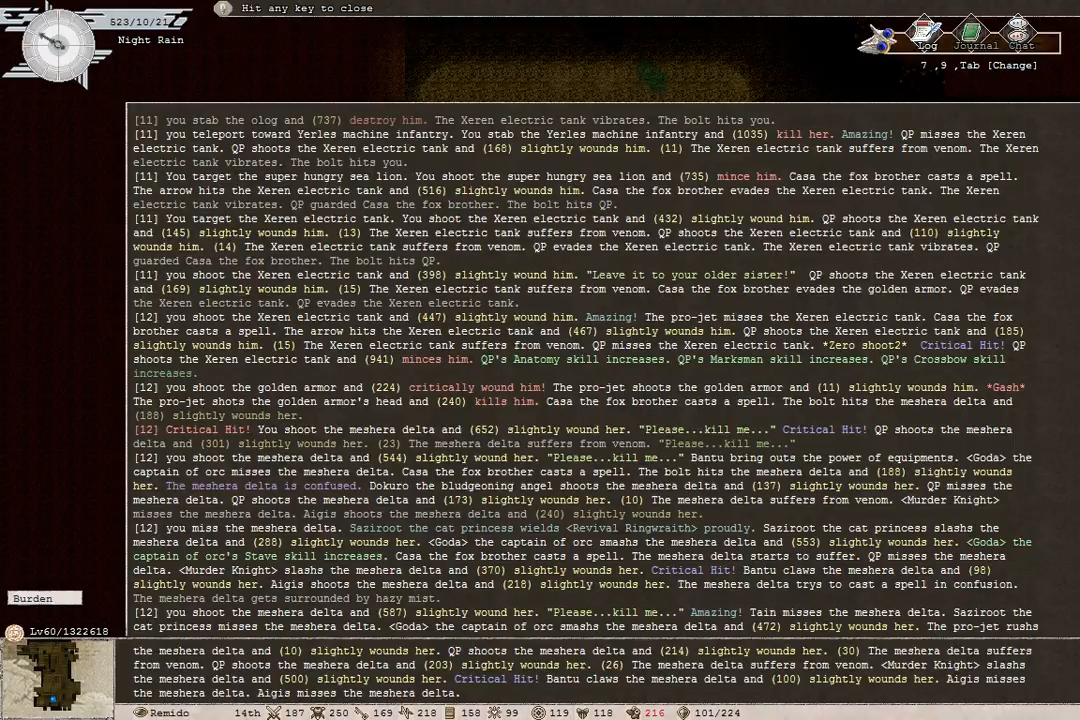 Hit any key to close
523/10/21
Night Rain
Log Journal Chat
7 ,9 ,Tab [Change]
[11] you stab the olog and (737) destroy him. The Xeren electric tank vibrates. The bolt hits you.
[11] you teleport toward Yerles machine infantry. You stab the Yerles machine infantry and (1035) kill her. Amazing! QP misses the Xeren
electric tank. QP shoots the Xeren electric tank and (168) slightly wounds him. (11) The Xeren electric tank suffers from venom. The Xeren
electric tank vibrates. The bolt hits you.
[11] You target the super hungry sea lion. You shoot the super hungry sea lion and (735) mince him. Casa the fox brother casts a spell.
The arrow hits the Xeren electric tank and (516) slightly wounds him. Casa the fox brother evades the Xeren electric tank. The Xeren
electric tank vibrates. QP guarded Casa the fox brother. The bolt hits QP.
[11] You target the Xeren electric tank. You shoot the Xeren electric tank and (432) slightly wound him. QP shoots the Xeren electric tank
and (145) slightly wounds him. (13) The Xeren electric tank suffers from venom. QP shoots the Xeren electric tank and (110) slightly
wounds him. (14) The Xeren electric tank suffers from venom. QP evades the Xeren electric tank. The Xeren electric tank vibrates. QP
guarded Casa the fox brother. The bolt hits QP.
[11] you shoot the Xeren electric tank and (398) slightly wound him. "Leave it to your older sister!" QP shoots the Xeren electric tank
and (169) slightly wounds him. (15) The Xeren electric tank suffers from venom. Casa the fox brother evades the golden armor. QP evades
the Xeren electric tank. QP evades the Xeren electric tank.
[12] you shoot the Xeren electric tank and (447) slightly wound him. Amazing! The pro-jet misses the Xeren electric tank. Casa the fox
brother casts a spell. The arrow hits the Xeren electric tank and (467) slightly wounds him. QP shoots the Xeren electric tank and (185)
slightly wounds him. (15) The Xeren electric tank suffers from venom. QP misses the Xeren electric tank. *Zero shoot2* Critical Hit! QP
shoots the Xeren electric tank and (941) minces him. QP's Anatomy skill increases. QP's Marksman skill increases. QP's Crossbow skill
increases.
[12] you shoot the golden armor and (224) critically wound him! The pro-jet shoots the golden armor and (11) slightly wounds him. *Gash*
The pro-jet shots the golden armor's head and (240) kills him. Casa the fox brother casts a spell. The bolt hits the meshera delta and
(188) slightly wounds her.
[12] Critical Hit! You shoot the meshera delta and (652) slightly wound her. "Please...kill me..." Critical Hit! QP shoots the meshera
delta and (301) slightly wounds her. (23) The meshera delta suffers from venom. "Please...kill me..."
[12] you shoot the meshera delta and (544) slightly wound her. "Please...kill me..." Bantu bring outs the power of equipments. <Goda> the
captain of orc misses the meshera delta. Casa the fox brother casts a spell. The bolt hits the meshera delta and (188) slightly wounds
her. The meshera delta is confused. Dokuro the bludgeoning angel shoots the meshera delta and (137) slightly wounds her. QP misses the
meshera delta. QP shoots the meshera delta and (173) slightly wounds her. (10) The meshera delta suffers from venom. <Murder Knight>
misses the meshera delta. Aigis shoots the meshera delta and (240) slightly wounds her.
[12] you miss the meshera delta. Saziroot the cat princess wields <Revival Ringwraith> proudly. Saziroot the cat princess slashs the
meshera delta and (288) slightly wounds her. <Goda> the captain of orc smashs the meshera delta and (553) slightly wounds her. <Goda> the
captain of orc's Stave skill increases. Casa the fox brother casts a spell. The meshera delta starts to suffer. QP misses the meshera
delta. <Murder Knight> slashs the meshera delta and (370) slightly wounds her. Critical Hit! Bantu claws the meshera delta and (98)
slightly wounds her. Aigis shoots the meshera delta and (218) slightly wounds her. The meshera delta trys to cast a spell in confusion.
The meshera delta gets surrounded by hazy mist.
[12] you shoot the meshera delta and (587) slightly wound her. "Please...kill me..." Amazing! Tain misses the meshera delta. Saziroot the
cat princess misses the meshera delta. <Goda> the captain of orc smashs the meshera delta and (472) slightly wounds her. The pro-jet rushs
Burden
Lv60/1322618
the meshera delta and (10) slightly wounds her. QP shoots the meshera delta and (214) slightly wounds her. (30) The meshera delta suffers
from venom. QP shoots the meshera delta and (203) slightly wounds her. (26) The meshera delta suffers from venom. <Murder Knight> slashs
the meshera delta and (500) slightly wounds her. Critical Hit! Bantu claws the meshera delta and (100) slightly wounds her. Aigis misses
the meshera delta. Aigis misses the meshera delta.
Remido 14th 187 250 169 218 158 99 119 118 216 101/224